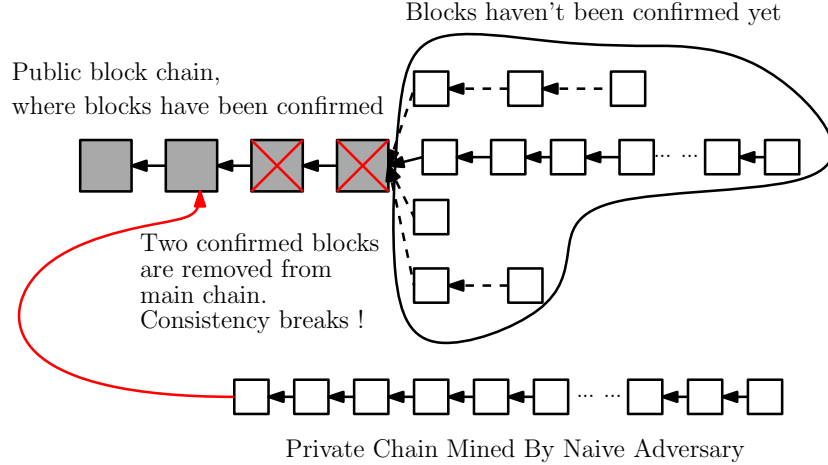 Blocks haven't been confirmed yet
Public block chain,
where blocks have been confirmed
... ...
Two confirmed blocks
are removed from
main chain.
Consistency breaks !
... ...
Private Chain Mined By Naive Adversary